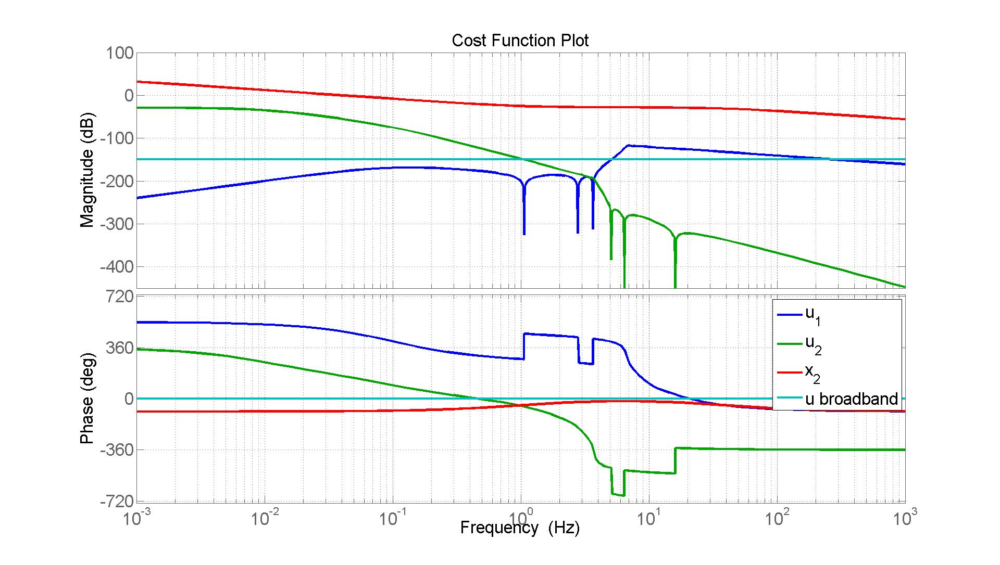 Cost Function Plot
100
0
-100
-200
-300
-400
Magnitude (dB)
720
360
0
-360
-720
Phase (deg)
u1
u2
x2
u broadband
10-3
10-2
10-1
100
101
102
103
Frequency (Hz)